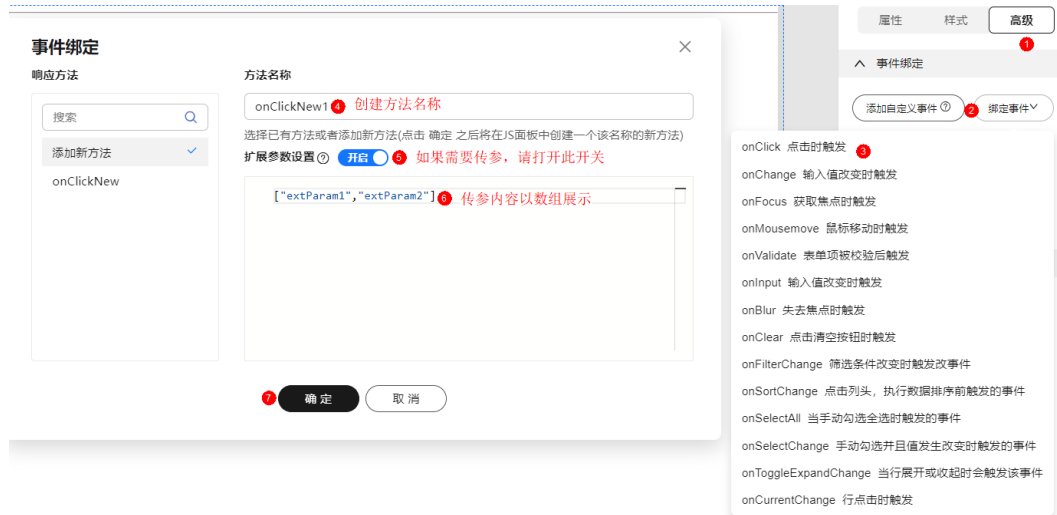 事件绑定
响应方法
搜索
添加新方法
onClickNew
方法名称
onClickNew1 4 创建方法名称
选择已有方法或者添加新方法(点击 确定 之后将在JS面板中创建一个该名称的新方法)
扩展参数设置 ? 开启 5 如果需要传参，请打开此开关
["extParam1","extParam2"] 6 传参内容以数组展示
7 确定 取消
属性 样式 高级
1
事件绑定
添加自定义事件 ? 2 绑定事件
onClick 点击时触发 3
onChange 输入值改变时触发
onFocus 获取焦点时触发
onMousemove 鼠标移动时触发
onValidate 表单项被校验后触发
onInput 输入值改变时触发
onBlur 失去焦点时触发
onClear 点击清空按钮时触发
onFilterChange 筛选条件改变时触发改事件
onSortChange 点击列头，执行数据排序前触发的事件
onSelectAll 当手动勾选全选时触发的事件
onSelectChange 手动勾选并且值发生改变时触发的事件
onToggleExpandChange 当行展开或收起时会触发该事件
onCurrentChange 行点击时触发